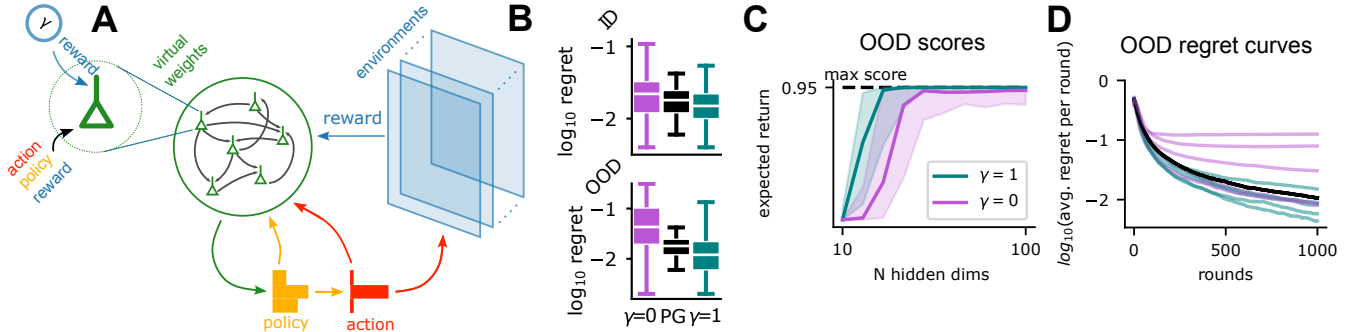 A
γ
reward
virtual
weights
environments
reward
action
policy
reward
policy
action
B
ID
log₁₀ regret
−1
−2
OOD
log₁₀ regret
−1
−2
γ=0 PG γ=1
C
OOD scores
max score
0.95
expected return
γ = 1
γ = 0
10 100
N hidden dims
D
OOD regret curves
log₁₀(avg. regret per round)
0
−1
−2
0 500 1000
rounds